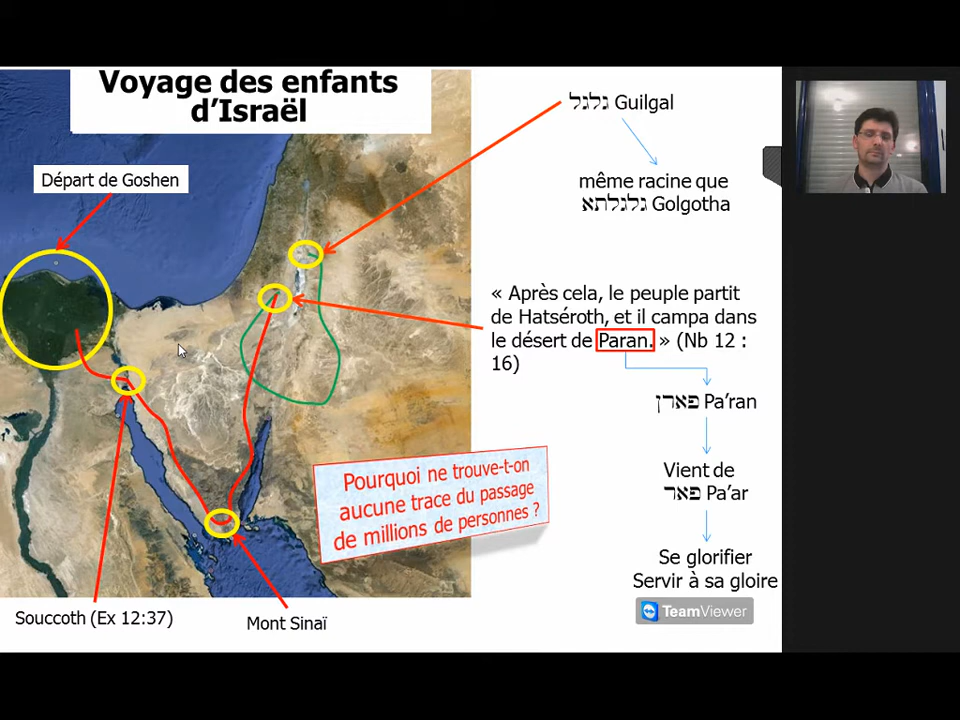 Voyage des enfants
d’Israël
Départ de Goshen
גלגל Guilgal
même racine que
גלגלתא Golgotha
« Après cela, le peuple partit
de Hatséroth, et il campa dans
le désert de Paran. » (Nb 12 :
16)
פארן Pa’ran
Vient de
פאר Pa’ar
Se glorifier
Servir à sa gloire
Pourquoi ne trouve-t-on
aucune trace du passage
de millions de personnes ?
Souccoth (Ex 12:37)
Mont Sinaï
TeamViewer